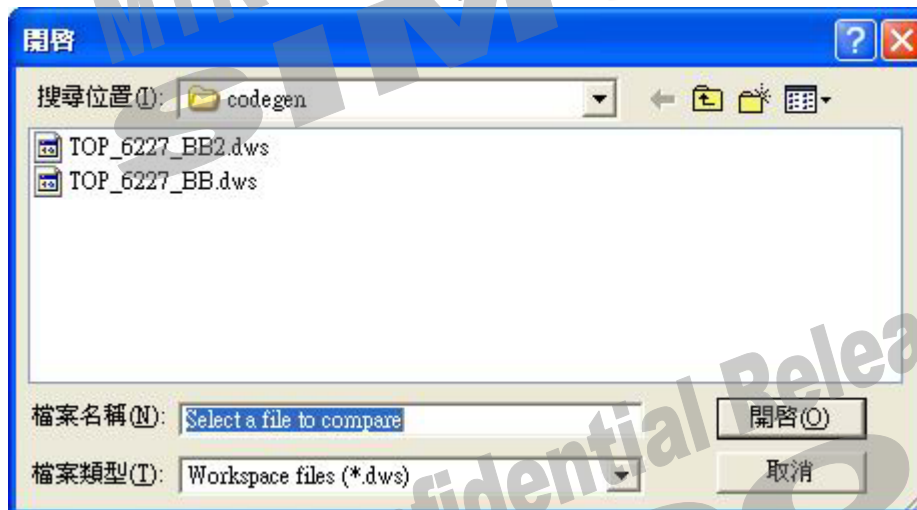 開啓
搜尋位置(I): codegen
TOP_6227_BB2.dws
TOP_6227_BB.dws
檔案名稱(N): Select a file to compare 開啓(O)
檔案類型(T): Workspace files (*.dws) 取消